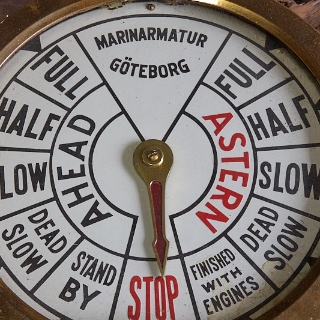 MARINARMATUR
GÖTEBORG
FULL
HALF
LOW
DEAD
SLOW
STAND
BY
AHEAD
STOP
FULL
HALF
SLOW
DEAD
SLOW
FINISHED
WITH
ENGINES
ASTERN